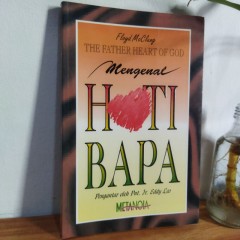 Floyd McClung
THE FATHER HEART OF GOD
Mengenal
HATI
BAPA
Pengantar oleh Pdt. Ir. Eddy Leo
METANOIA